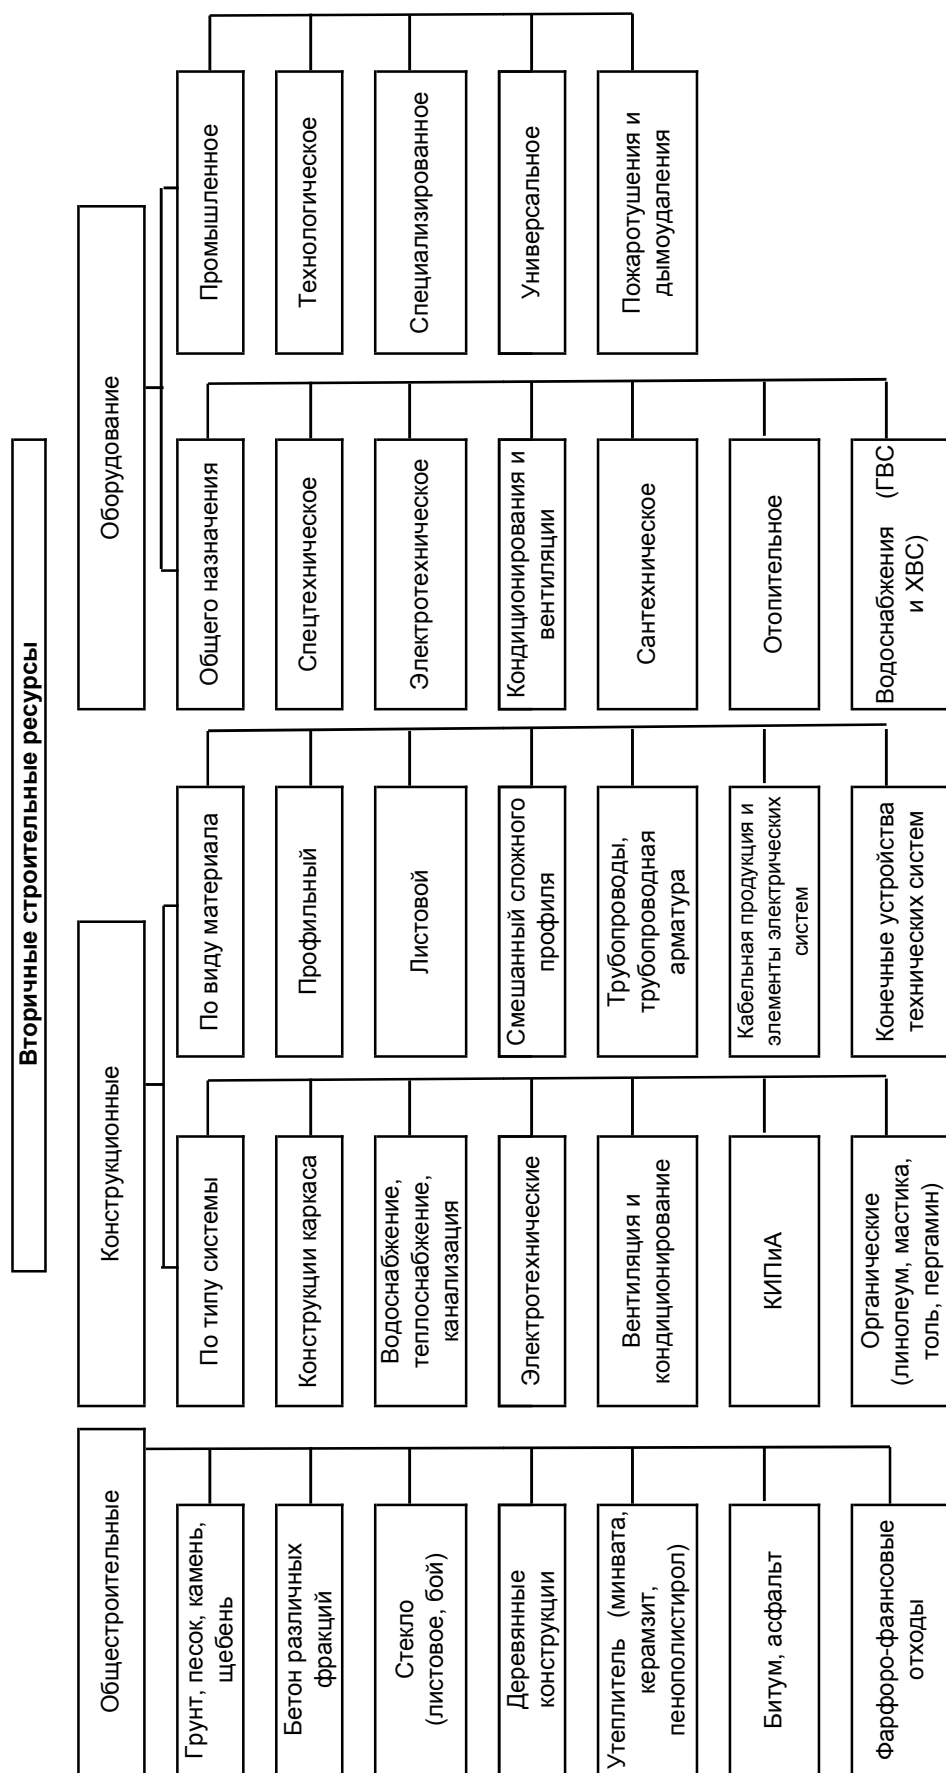 Вторичные строительные ресурсы
Общестроительные
Грунт, песок, камень,
щебень
Бетон различных
фракций
Стекло
(листовое, бой)
Деревянные
конструкции
Утеплитель (минвата,
керамзит,
пенополистирол)
Битум, асфальт
Фарфоро-фаянсовые
отходы
Конструкционные
По типу системы
Конструкции каркаса
Водоснабжение,
теплоснабжение,
канализация
Электротехнические
Вентиляция и
кондиционирование
КИПиА
Органические
(линолеум, мастика,
толь, пергамин)
По виду материала
Профильный
Листовой
Смешанный сложного
профиля
Трубопроводы,
трубопроводная
арматура
Кабельная продукция и
элементы электрических
систем
Конечные устройства
технических систем
Оборудование
Общего назначения
Спецтехническое
Электротехническое
Кондиционирования и
вентиляции
Сантехническое
Отопительное
Водоснабжения (ГВС
и ХВС)
Промышленное
Технологическое
Специализированное
Универсальное
Пожаротушения и
дымоудаления